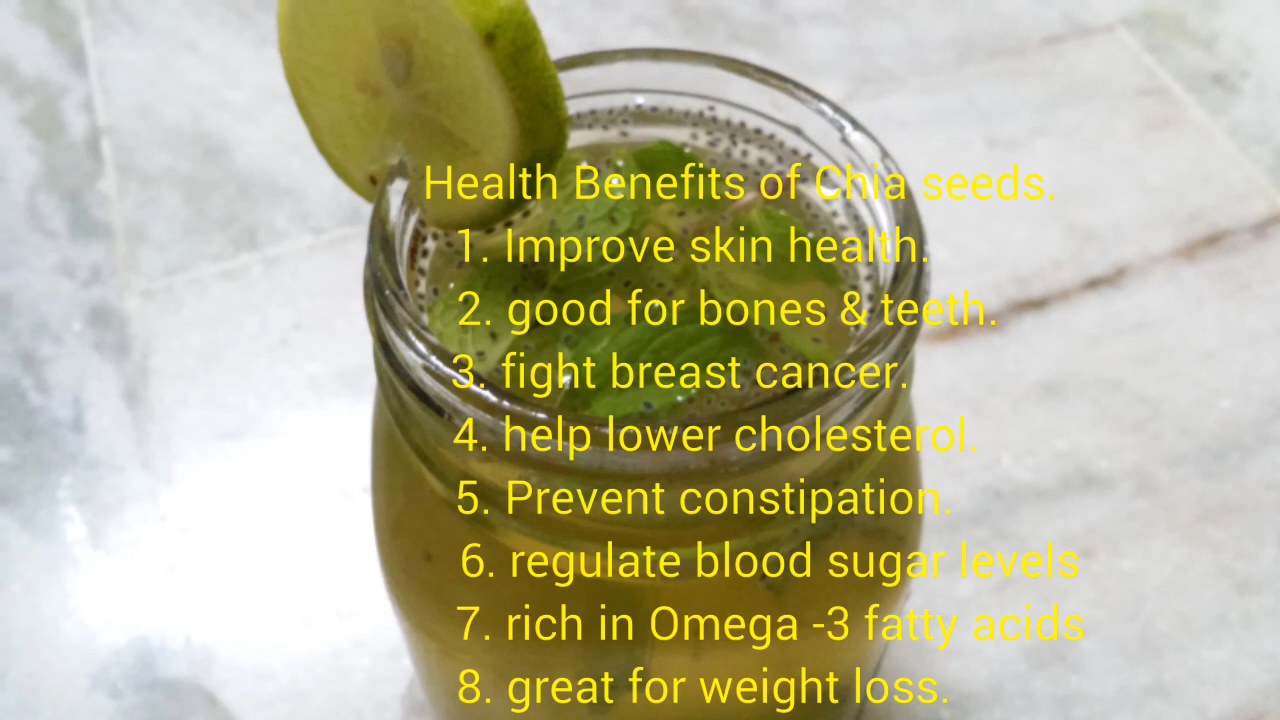 Health Benefits of Chia seeds.
1. Improve skin health.
2. good for bones & teeth.
3. fight breast cancer.
4. help lower cholesterol.
5. Prevent constipation.
6. regulate blood sugar levels
7. rich in Omega -3 fatty acids
8. great for weight loss.